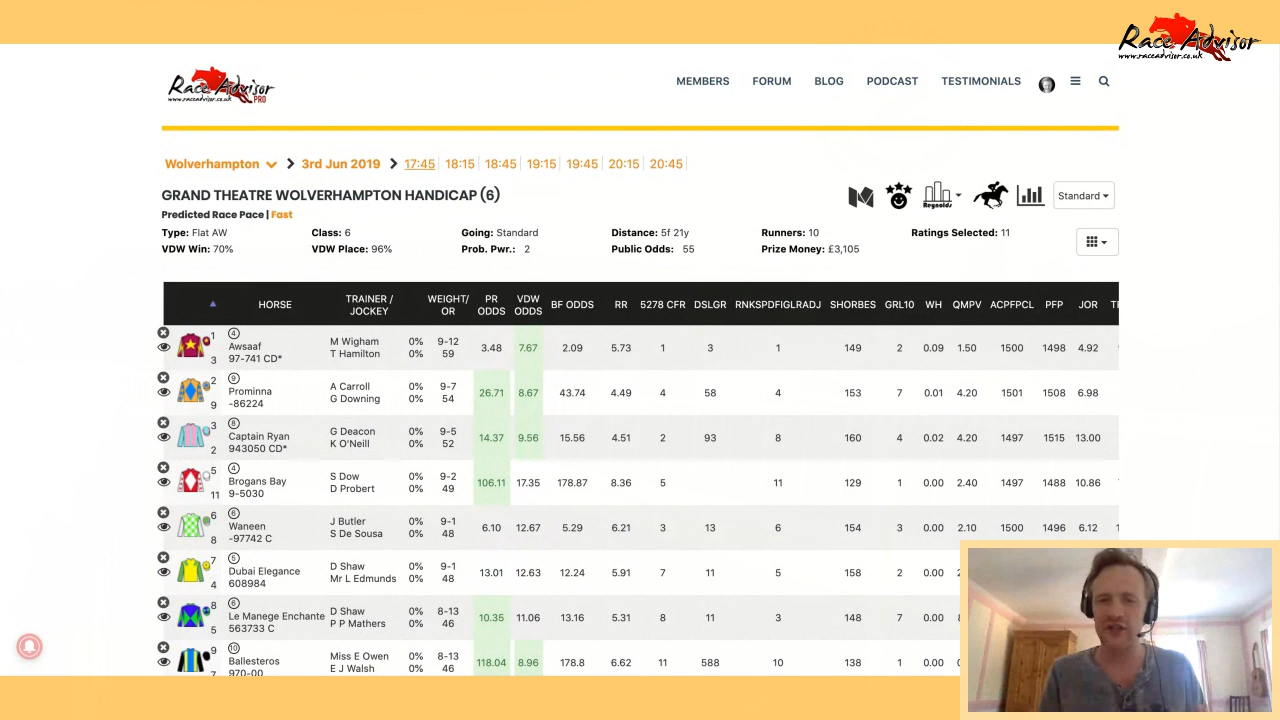 Race Advisor
www.raceadvisor.co.uk
Race Advisor
www.raceadvisor.co.uk PRO
MEMBERS FORUM BLOG PODCAST TESTIMONIALS
Wolverhampton 3rd Jun 2019 17:45 18:15 18:45 19:15 19:45 20:15 20:45
GRAND THEATRE WOLVERHAMPTON HANDICAP (6)
Reynolds
Standard
Predicted Race Pace | Fast
Type: Flat AW Class: 6 Going: Standard Distance: 5f 21y Runners: 10 Ratings Selected: 11
VDW Win: 70% VDW Place: 96% Prob. Pwr.: 2 Public Odds: 55 Prize Money: £3,105
HORSE TRAINER / JOCKEY WEIGHT/ OR PR ODDS VDW ODDS BF ODDS RR 5278 CFR DSLGR RNKSPDFIGLRADJ SHORBES GRL10 WH QMPV ACPFPCL PFP JOR
1 4 M Wigham 0% 9-12
Awsaaf 3.48 7.67 2.09 5.73 1 3 1 149 2 0.09 1.50 1500 1498 4.92
3 97-741 CD* T Hamilton 0% 59
2 9 A Carroll 0% 9-7
Prominna 26.71 8.67 43.74 4.49 4 58 4 153 7 0.01 4.20 1501 1508 6.98
9 -86224 G Downing 0% 54
3 8 G Deacon 0% 9-5
Captain Ryan 14.37 9.56 15.56 4.51 2 93 8 160 4 0.02 4.20 1497 1515 13.00
2 943050 CD* K O'Neill 0% 52
5 4 S Dow 0% 9-2
Brogans Bay 106.11 17.35 178.87 8.36 5 11 129 1 0.00 2.40 1497 1488 10.86
11 9-5030 D Probert 0% 49
6 6 J Butler 0% 9-1
Waneen 6.10 12.67 5.29 6.21 3 13 6 154 3 0.00 2.10 1500 1496 6.12
8 -97742 C S De Sousa 0% 48
7 5 D Shaw 0% 9-1
Dubai Elegance 13.01 12.63 12.24 5.91 7 11 5 158 2 0.00
4 608984 Mr L Edmunds 0% 48
8 6 D Shaw 0% 8-13
Le Manege Enchante 10.35 11.06 13.16 5.31 8 11 3 148 7 0.00
5 563733 C P P Mathers 0% 46
9 10 Miss E Owen 0% 8-13
Ballesteros 118.04 8.96 178.8 6.62 11 588 10 138 1 0.00
970-00 E J Walsh 0% 46